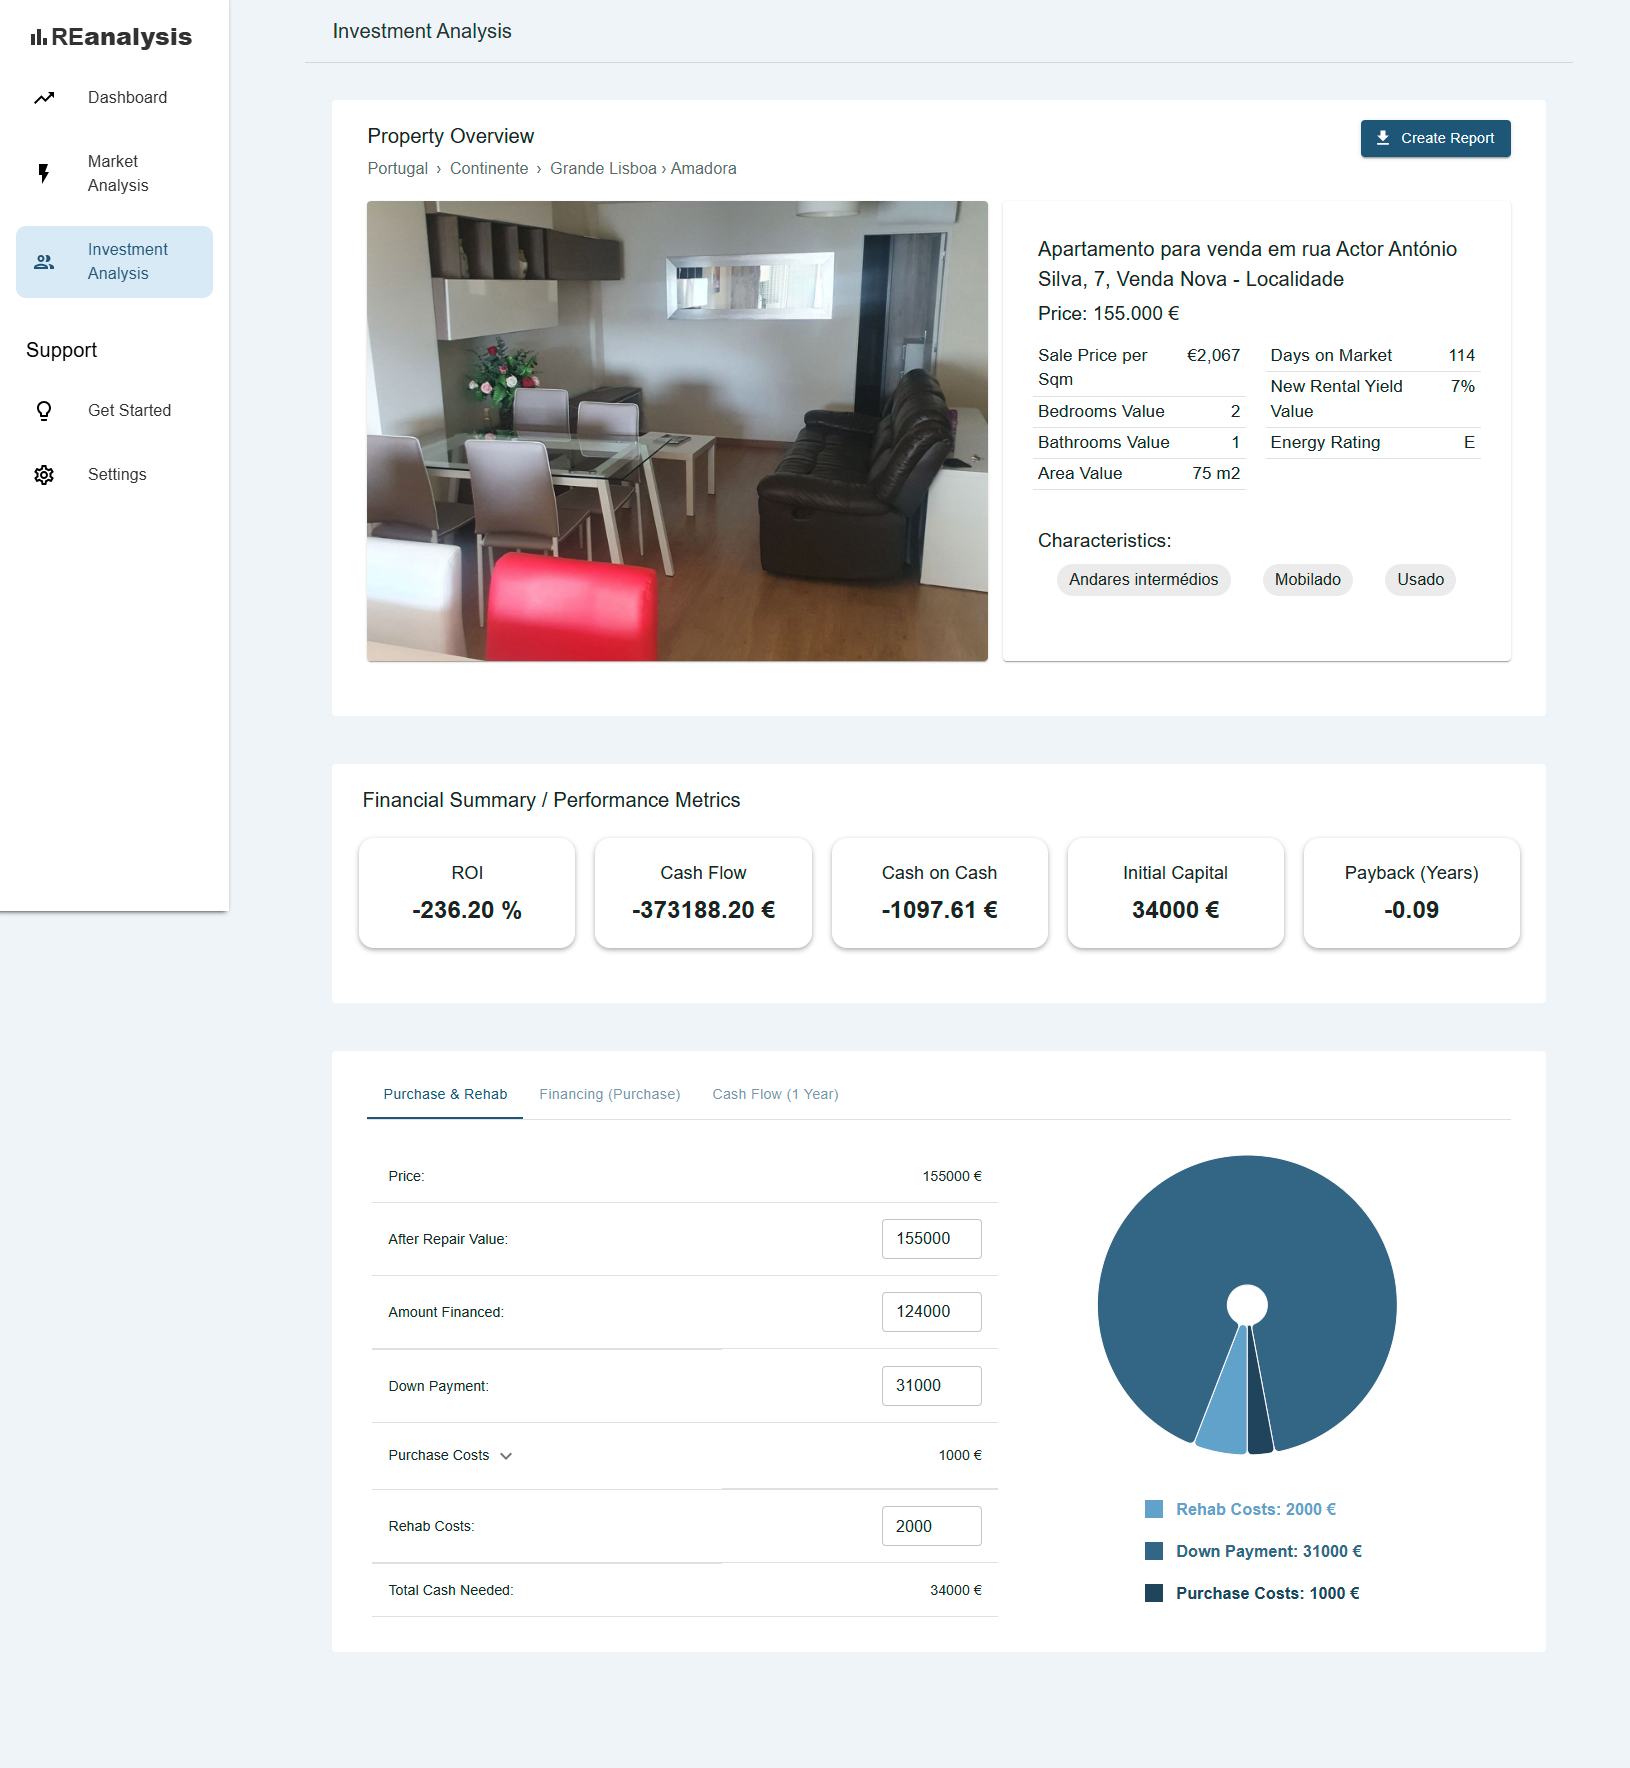 REanalysis
Dashboard
Market
Analysis
Investment
Analysis
Support
Get Started
Settings
Investment Analysis
Property Overview
Create Report
Portugal › Continente › Grande Lisboa › Amadora
Apartamento para venda em rua Actor António
Silva, 7, Venda Nova - Localidade
Price: 155.000 €
Sale Price per
Sqm
€2,067
Bedrooms Value 2
Bathrooms Value 1
Area Value 75 m2
Days on Market 114
New Rental Yield
Value
7%
Energy Rating E
Characteristics:
Andares intermédios Mobilado Usado
Financial Summary / Performance Metrics
ROI
-236.20 %
Cash Flow
-373188.20 €
Cash on Cash
-1097.61 €
Initial Capital
34000 €
Payback (Years)
-0.09
Purchase & Rehab Financing (Purchase) Cash Flow (1 Year)
Price: 155000 €
After Repair Value: 155000
Amount Financed: 124000
Down Payment: 31000
Purchase Costs 1000 €
Rehab Costs: 2000
Total Cash Needed: 34000 €
Rehab Costs: 2000 €
Down Payment: 31000 €
Purchase Costs: 1000 €